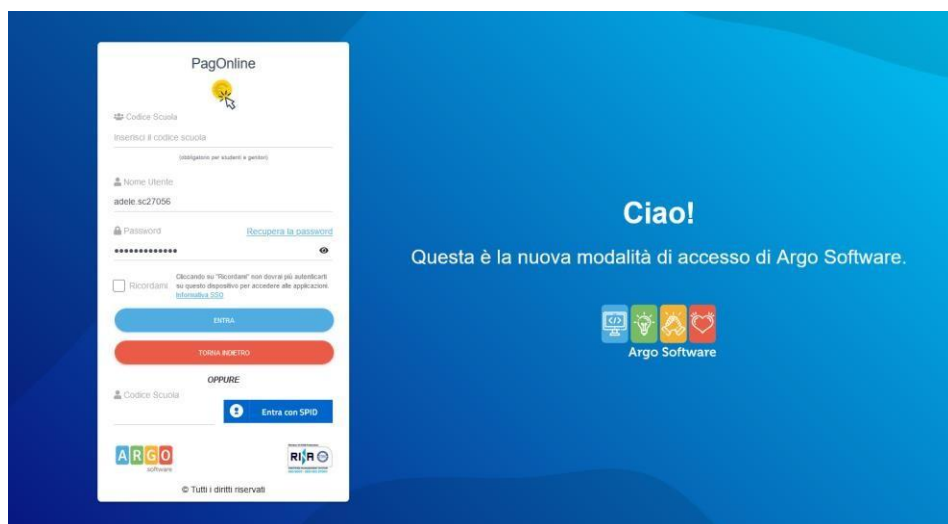 PagOnline
Codice Scuola
Inserisci il codice scuola
(obbligatorio per studenti e genitori)
Nome Utente
adele.sc27056
Password Recupera la password
Ricordami
Cliccando su "Ricordami" non dovrai più autenticarti
su questo dispositivo per accedere alle applicazioni.
Informativa SSO
ENTRA
TORNA INDIETRO
OPPURE
Codice Scuola
Entra con SPID
ARGO
software
RINA
© Tutti i diritti riservati
Ciao!
Questa è la nuova modalità di accesso di Argo Software.
Argo Software